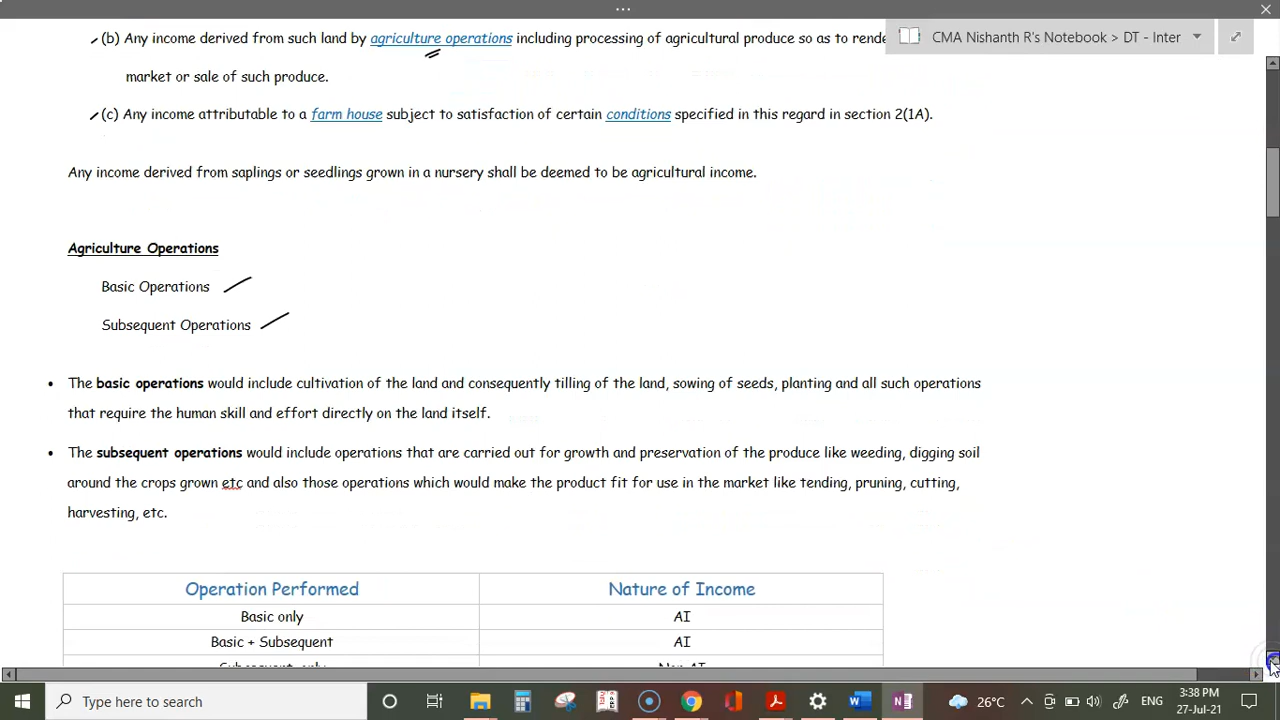 (b) Any income derived from such land by agriculture operations including processing of agricultural produce so as to rende
CMA Nishanth R's Notebook > DT - Inter
market or sale of such produce.
(c) Any income attributable to a farm house subject to satisfaction of certain conditions specified in this regard in section 2(1A).
Any income derived from saplings or seedlings grown in a nursery shall be deemed to be agricultural income.
Agriculture Operations
Basic Operations
Subsequent Operations
• The basic operations would include cultivation of the land and consequently tilling of the land, sowing of seeds, planting and all such operations
that require the human skill and effort directly on the land itself.
• The subsequent operations would include operations that are carried out for growth and preservation of the produce like weeding, digging soil
around the crops grown etc and also those operations which would make the product fit for use in the market like tending, pruning, cutting,
harvesting, etc.
Operation Performed Nature of Income
Basic only AI
Basic + Subsequent AI
Subsequent only Non AI
Type here to search
26°C
ENG
3:38 PM
27-Jul-21